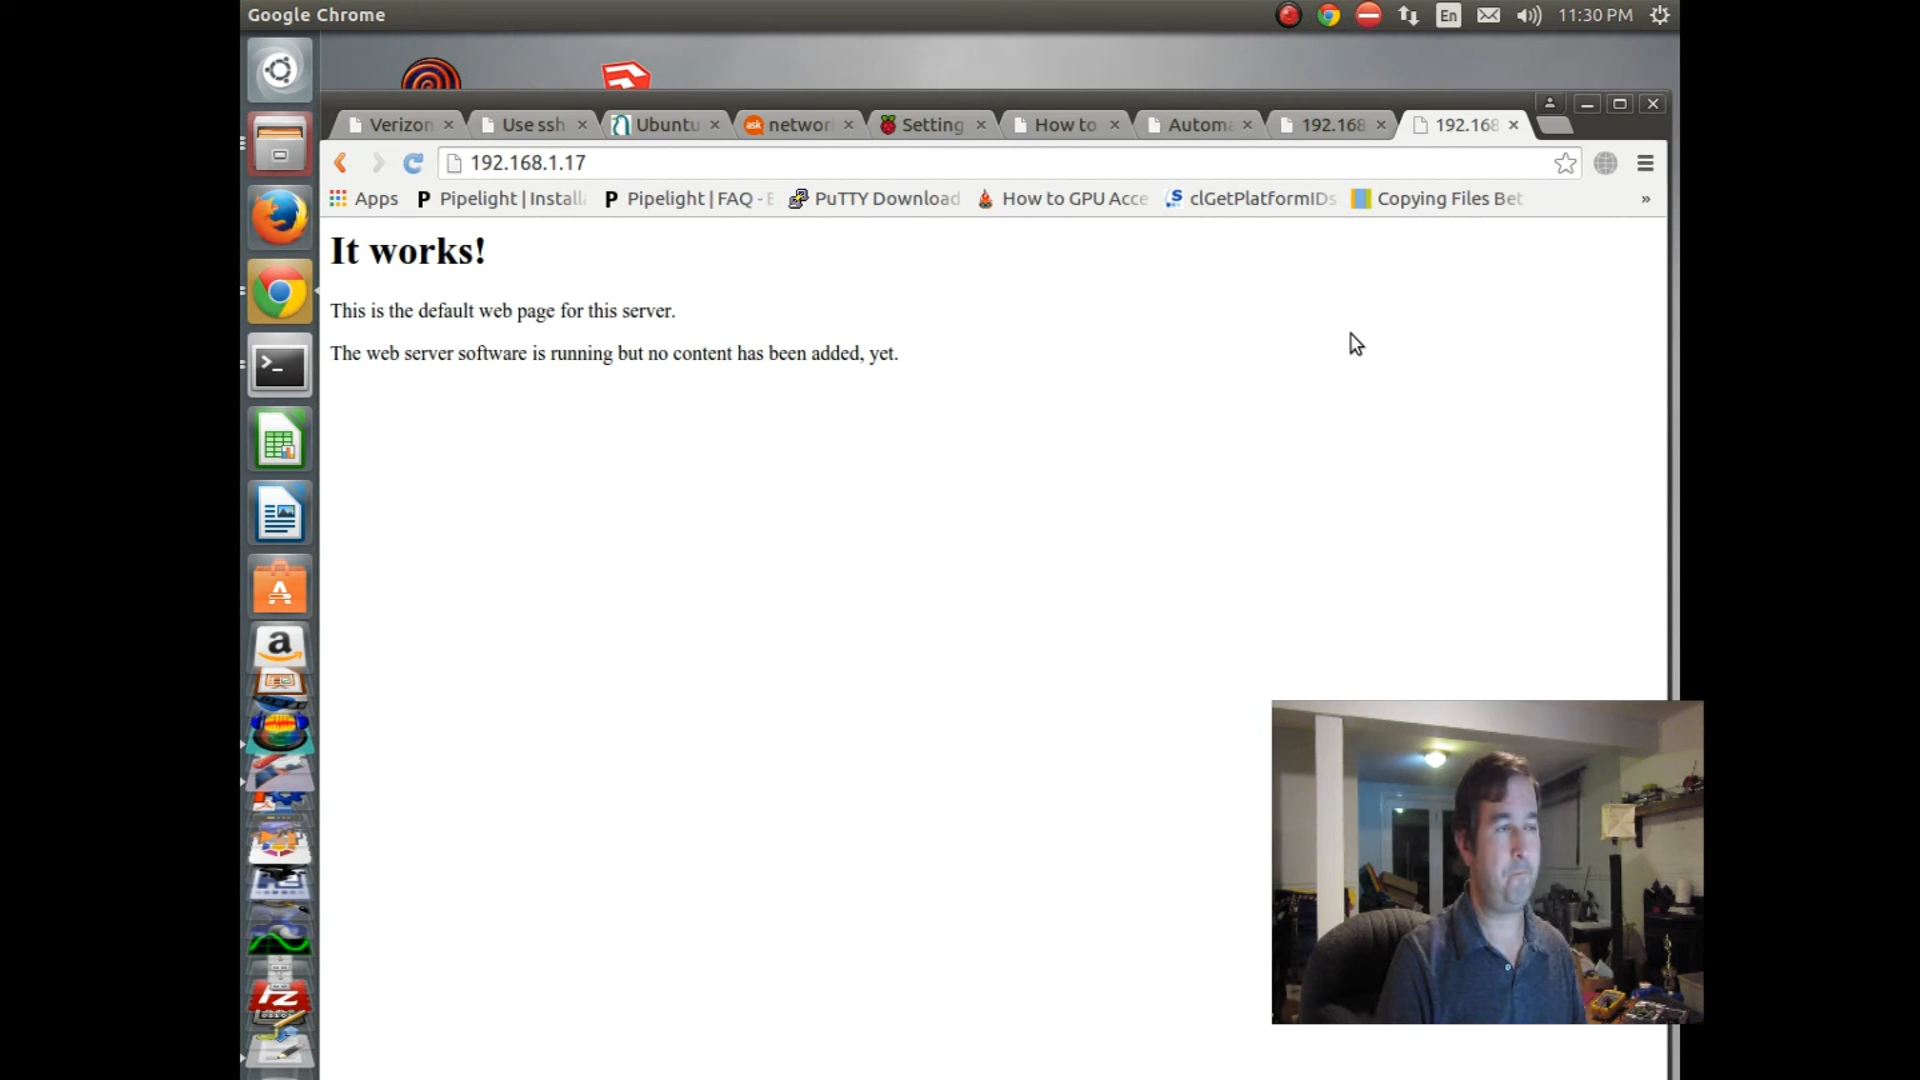 Google Chrome
En
11:30 PM
Verizon
Use ssh
Ubuntu
ask networ
Setting
How to
Autom
192.168
192.168
192.168.1.17
Apps
P Pipelight | Install
P Pipelight | FAQ - E
PuTTY Download
How to GPU Acce
S clGetPlatformIDs
Copying Files Bet
»
It works!
This is the default web page for this server.
The web server software is running but no content has been added, yet.
>_
A
a
FZ